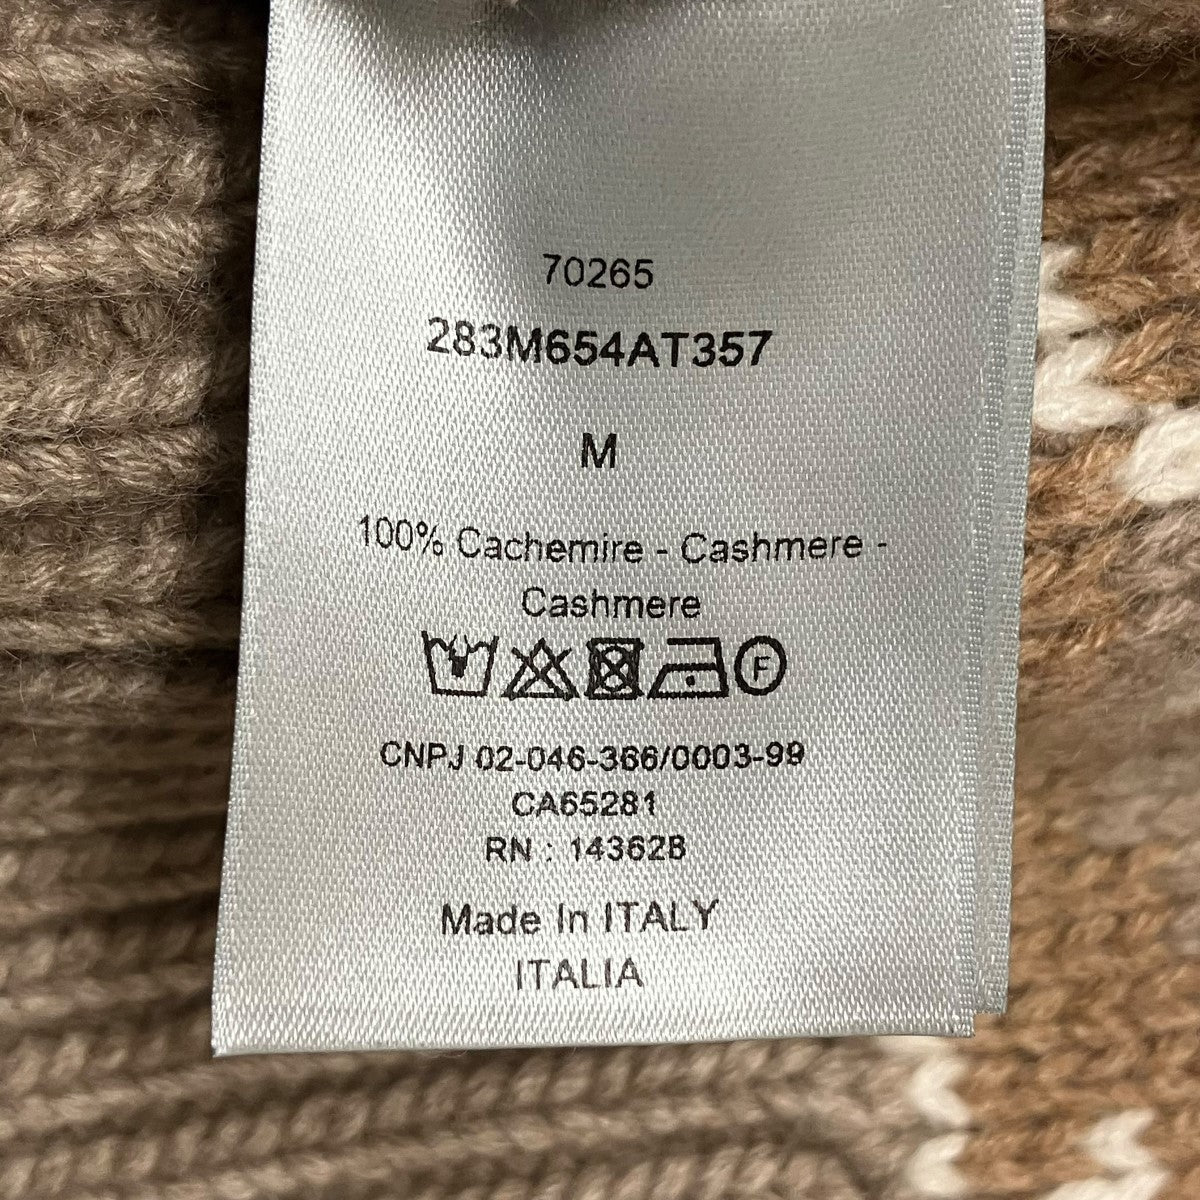 70265
283M654AT357
M
100% Cachemire - Cashmere -
Cashmere
F
CNPJ 02-046-366/0003-99
CA65281
RN : 143628
Made In ITALY
ITALIA